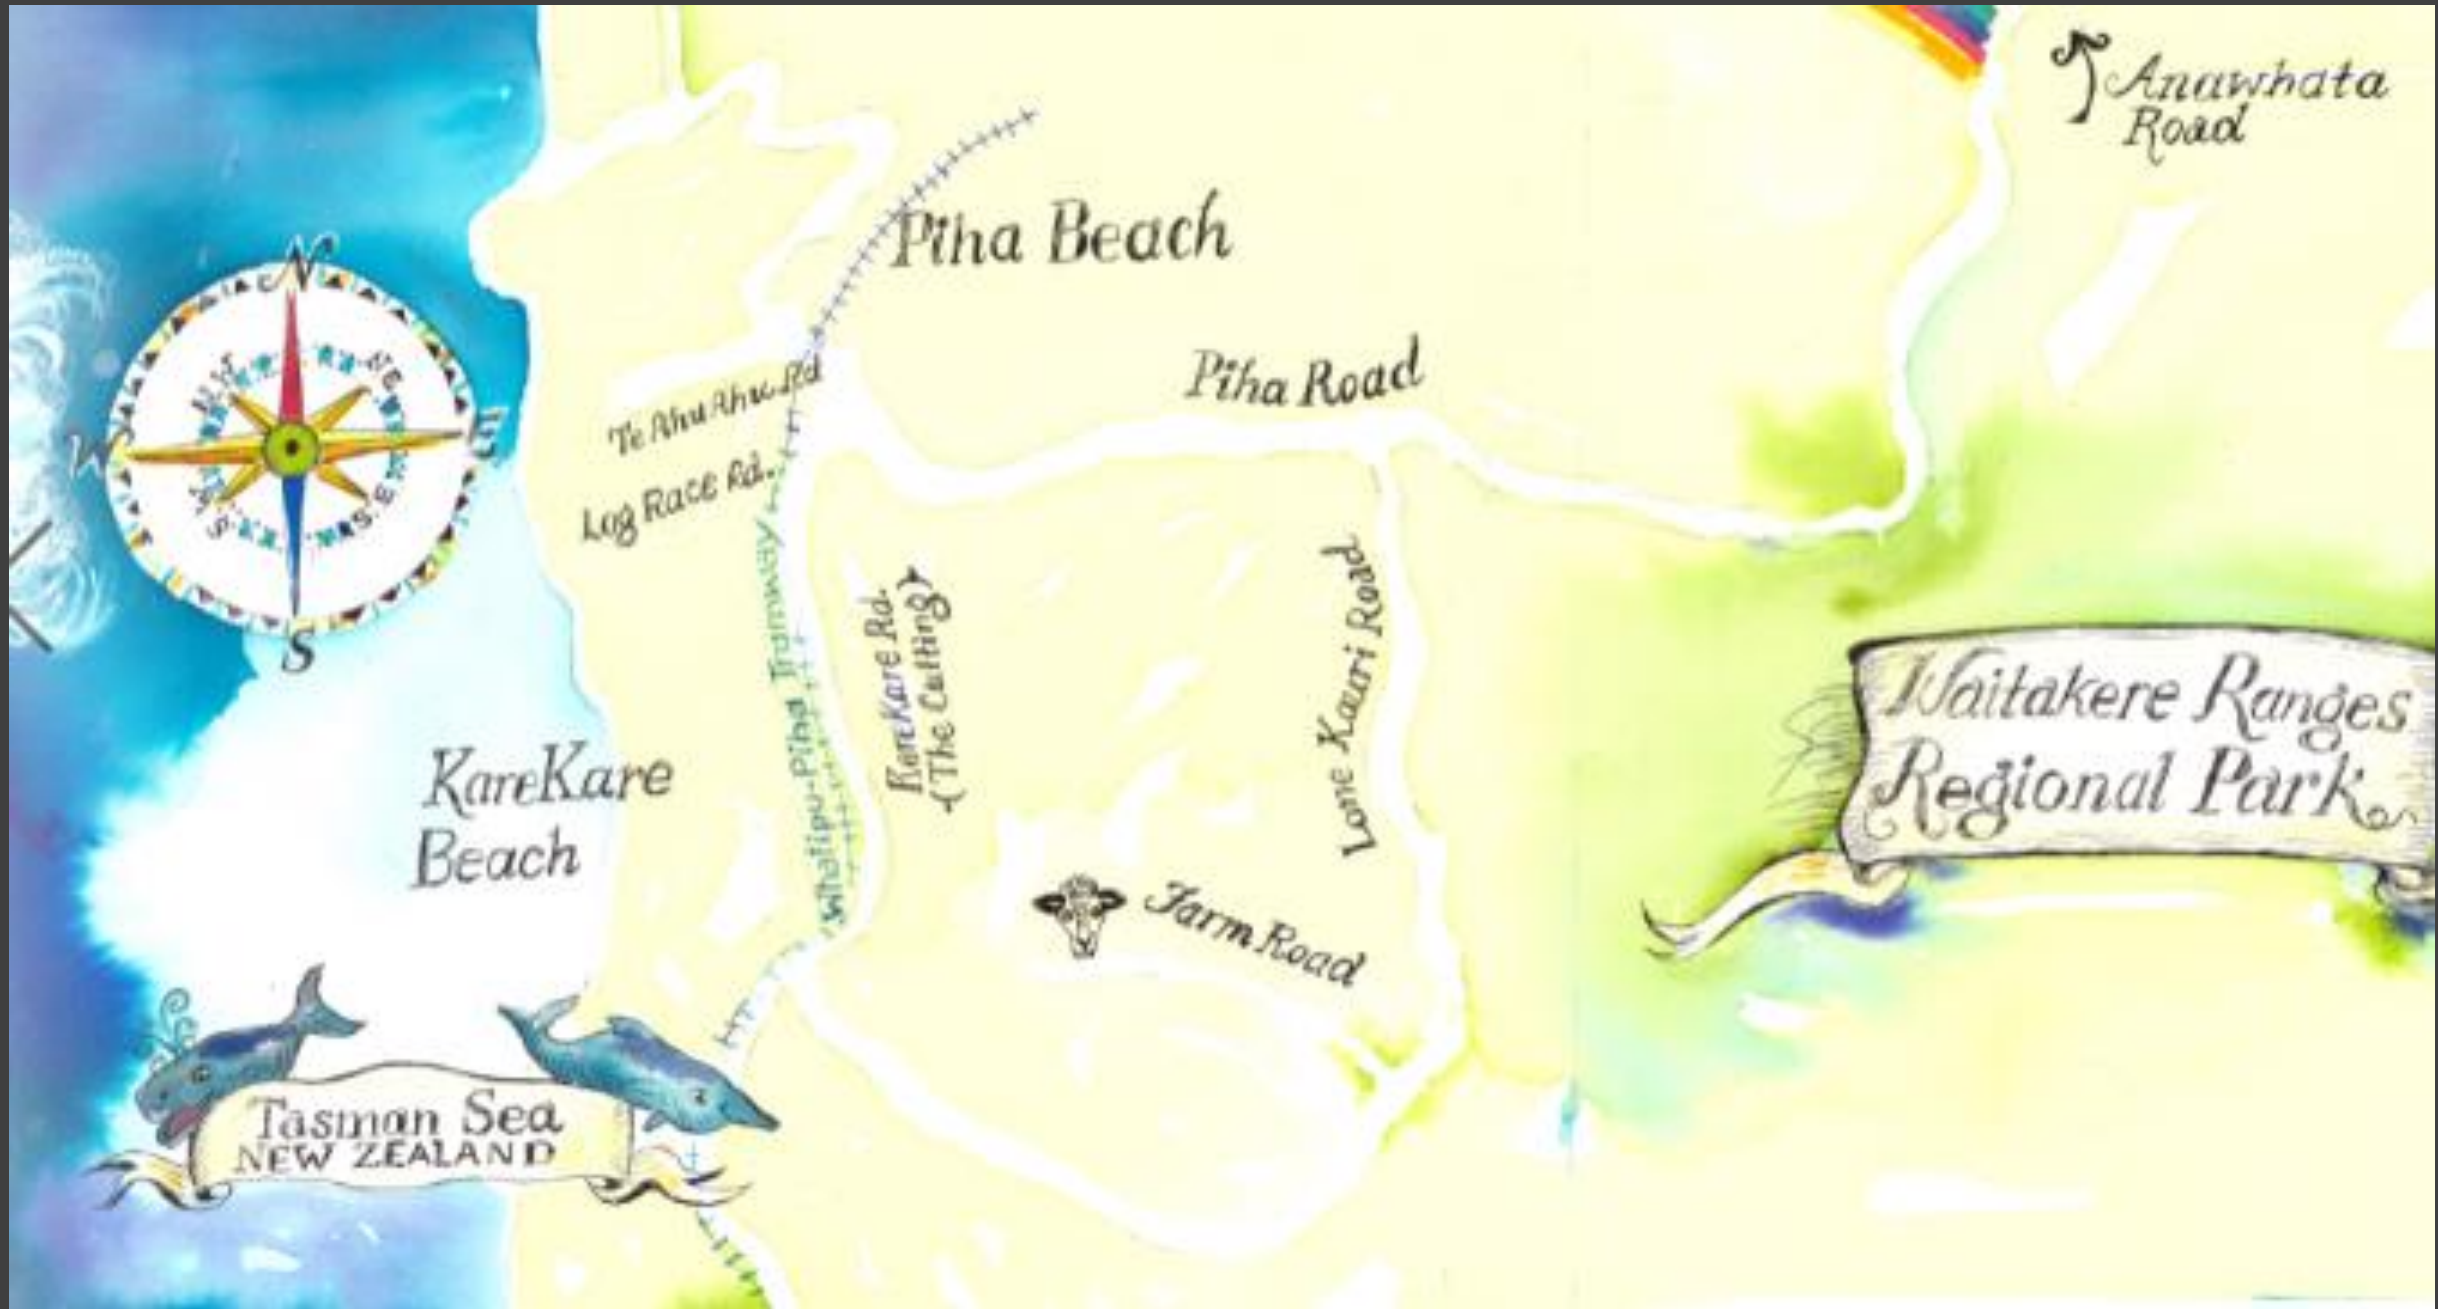 Anawhata
Road
Piha Beach
N
Piha Road
Te Ahu Ahu Rd
Log Race Rd.
W
E
S
KareKare Rd.
(The Cutting)
Lone Kauri Road
Whatipu-Piha Tramway
Waitakere Ranges
Regional Park
KareKare
Beach
Farm Road
Tasman Sea
NEW ZEALAND